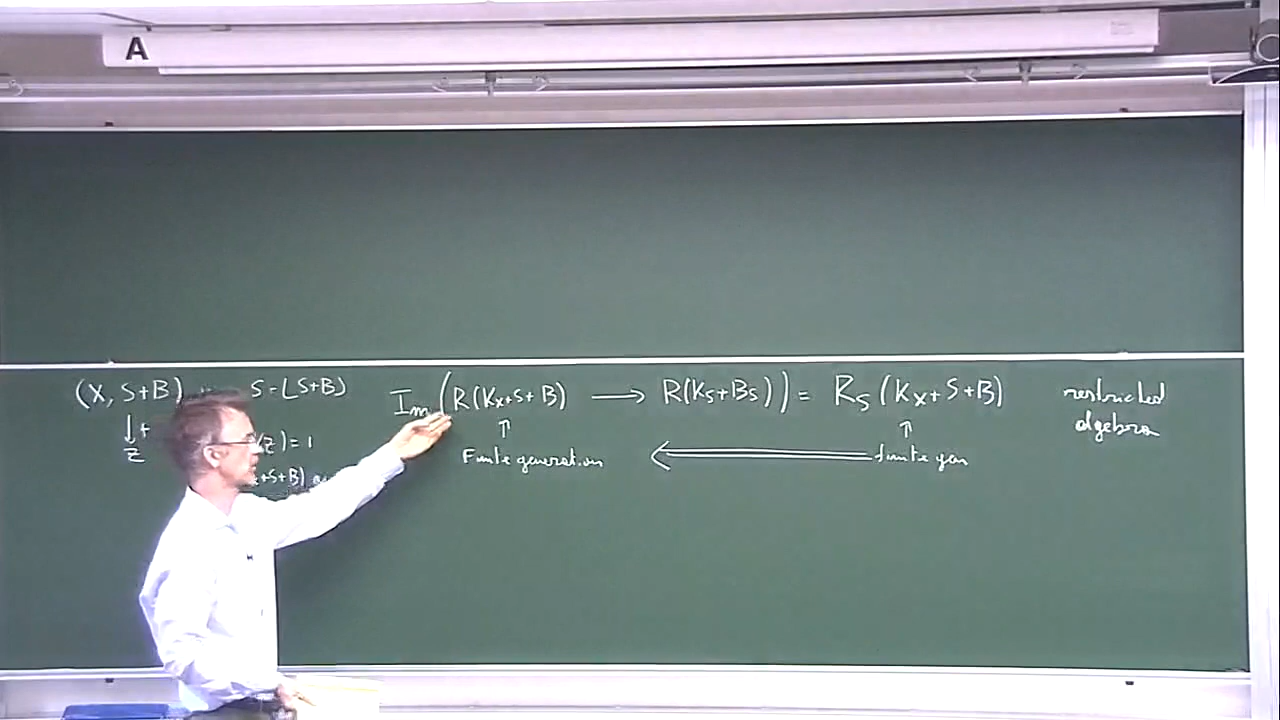 A
(X, S+B) S = ⌊S+B⌋ Im (R(K_X+S+B) ⟶ R(K_S+B_S)) = R_S (K_X+S+B) restricted
↓f ↑ ↑ algebra
Z (Z) = 1 Finite generation ⟸ finite gen
+S+B)